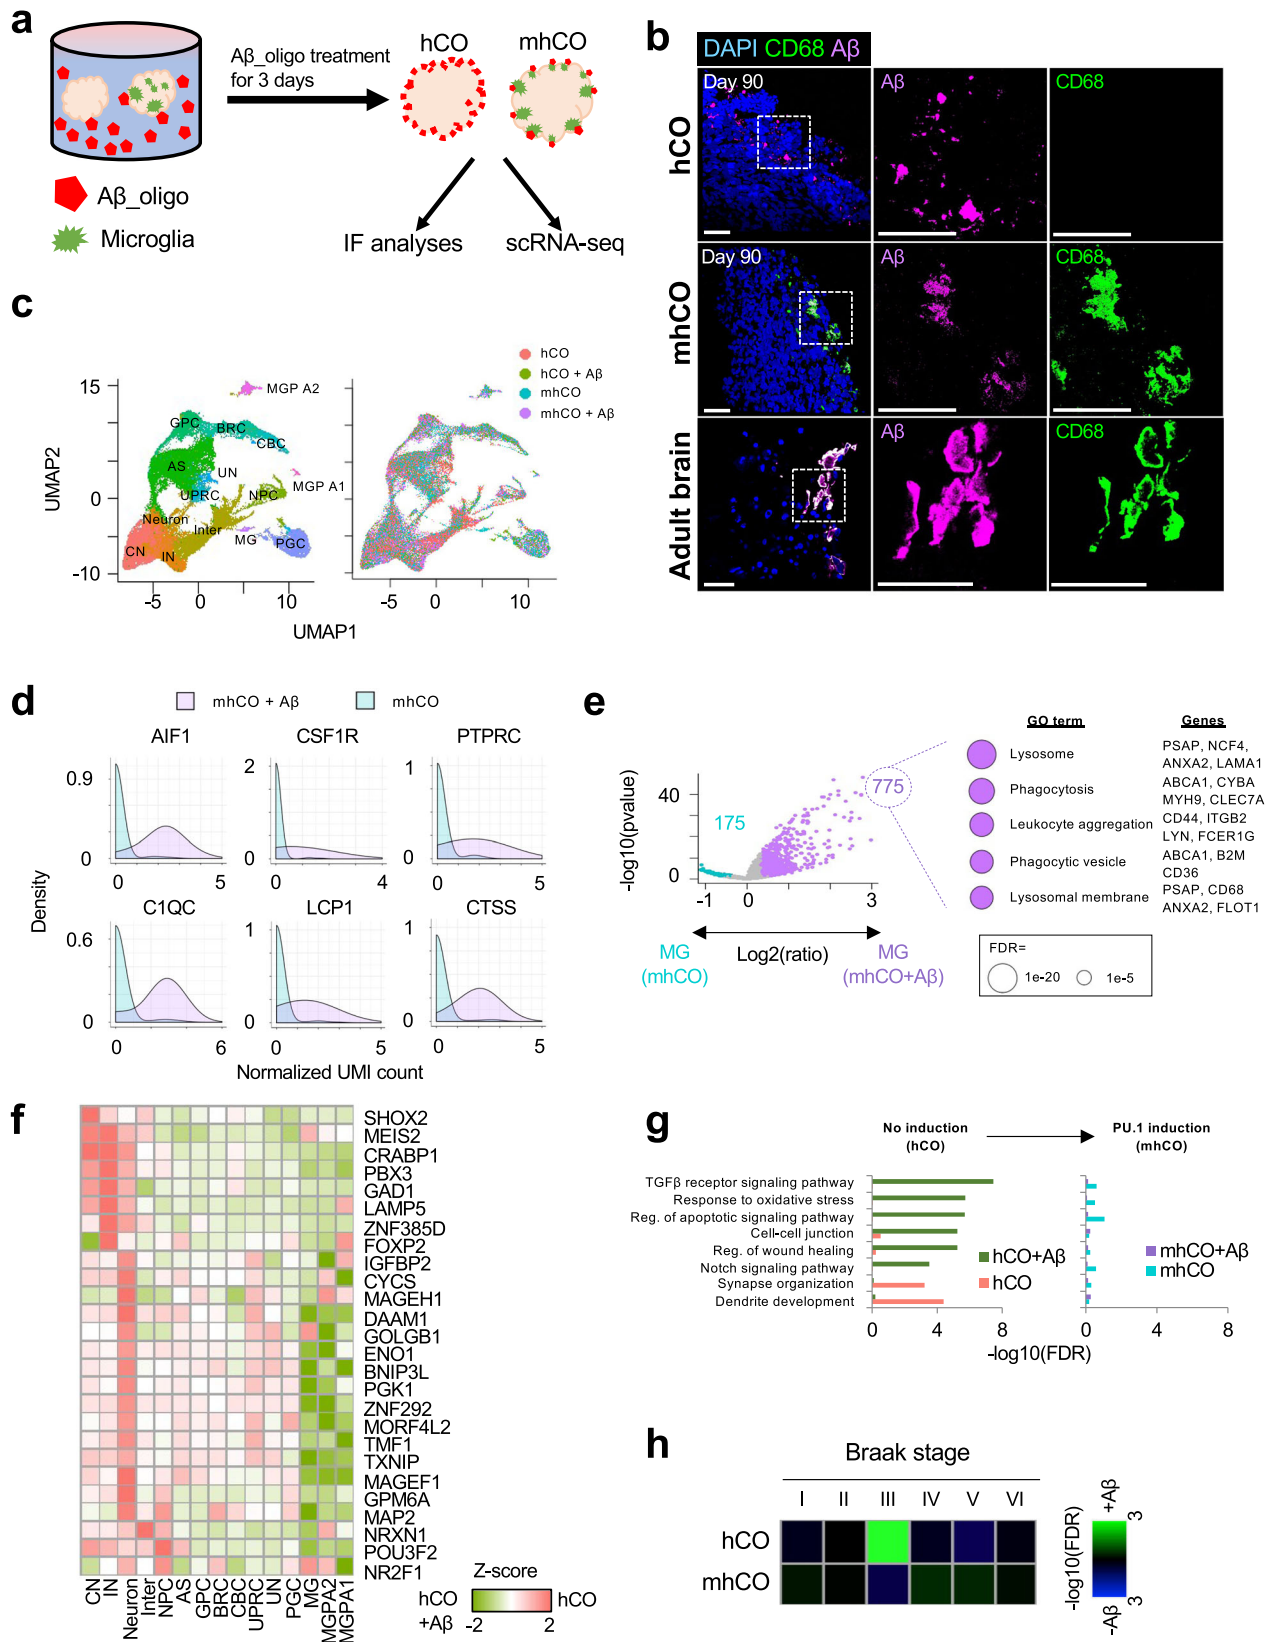 a
Aβ_oligo treatment
for 3 days
hCO
mhCO
Aβ_oligo
Microglia
IF analyses
scRNA-seq
b
DAPI CD68 Aβ
hCO
Day 90
Aβ
CD68
mhCO
Day 90
Aβ
CD68
Adult brain
Aβ
CD68
c
hCO
hCO + Aβ
mhCO
mhCO + Aβ
UMAP2
15
0
-10
MGP A2
GPC
BRC
CBC
AS
UN
UPRC
NPC
MGP A1
Neuron
Inter
MG
PGC
CN
IN
-5
0
10
-5
0
10
UMAP1
d
mhCO + Aβ
mhCO
Density
AIF1
CSF1R
PTPRC
0.9
0
0
5
2
0
0
4
1
0
0
5
C1QC
LCP1
CTSS
0.6
0
0
6
1
0
0
5
1
0
0
5
Normalized UMI count
e
-log10(pvalue)
40
20
0
175
775
-1
0
3
Log2(ratio)
MG
(mhCO)
MG
(mhCO+Aβ)
GO term
Genes
Lysosome
PSAP, NCF4,
ANXA2, LAMA1
Phagocytosis
ABCA1, CYBA
MYH9, CLEC7A
Leukocyte aggregation
CD44, ITGB2
LYN, FCER1G
Phagocytic vesicle
ABCA1, B2M
CD36
Lysosomal membrane
PSAP, CD68
ANXA2, FLOT1
FDR=
1e-20
1e-5
f
SHOX2
MEIS2
CRABP1
PBX3
GAD1
LAMP5
ZNF385D
FOXP2
IGFBP2
CYCS
MAGEH1
DAAM1
GOLGB1
ENO1
BNIP3L
PGK1
ZNF292
MORF4L2
TMF1
TXNIP
MAGEF1
GPM6A
MAP2
NRXN1
POU3F2
NR2F1
CN
IN
Neuron
Inter
NPC
AS
GPC
BRC
CBC
UPRC
UN
PGC
MG
MGPA2
MGPA1
Z-score
hCO
+Aβ
hCO
-2
2
g
No induction
(hCO)
PU.1 induction
(mhCO)
TGFβ receptor signaling pathway
Response to oxidative stress
Reg. of apoptotic signaling pathway
Cell-cell junction
Reg. of wound healing
Notch signaling pathway
Synapse organization
Dendrite development
hCO+Aβ
hCO
mhCO+Aβ
mhCO
0
4
8
0
4
8
-log10(FDR)
h
Braak stage
I
II
III
IV
V
VI
hCO
mhCO
-log10(FDR)
+Aβ
3
-Aβ
3